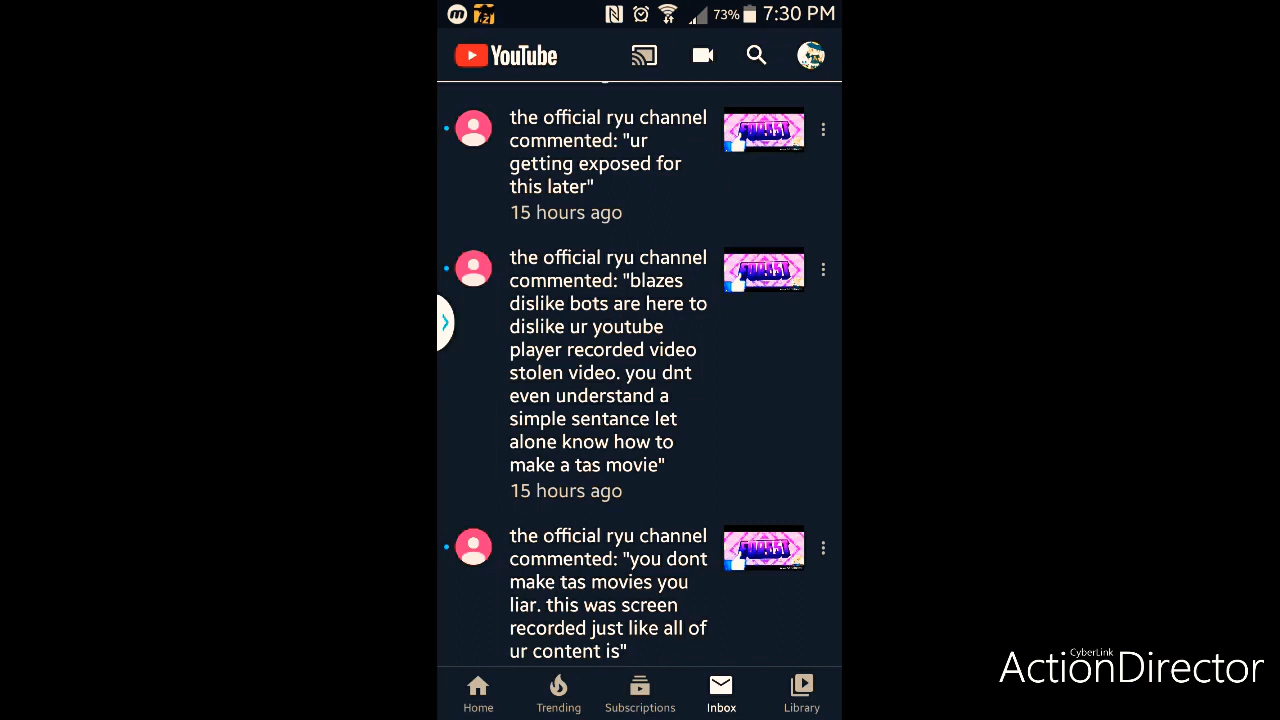 73% 7:30 PM
YouTube
the official ryu channel
commented: "ur
getting exposed for
this later"
15 hours ago
the official ryu channel
commented: "blazes
dislike bots are here to
dislike ur youtube
player recorded video
stolen video. you dnt
even understand a
simple sentance let
alone know how to
make a tas movie"
15 hours ago
the official ryu channel
commented: "you dont
make tas movies you
liar. this was screen
recorded just like all of
ur content is"
Home Trending Subscriptions Inbox Library
CyberLink
ActionDirector